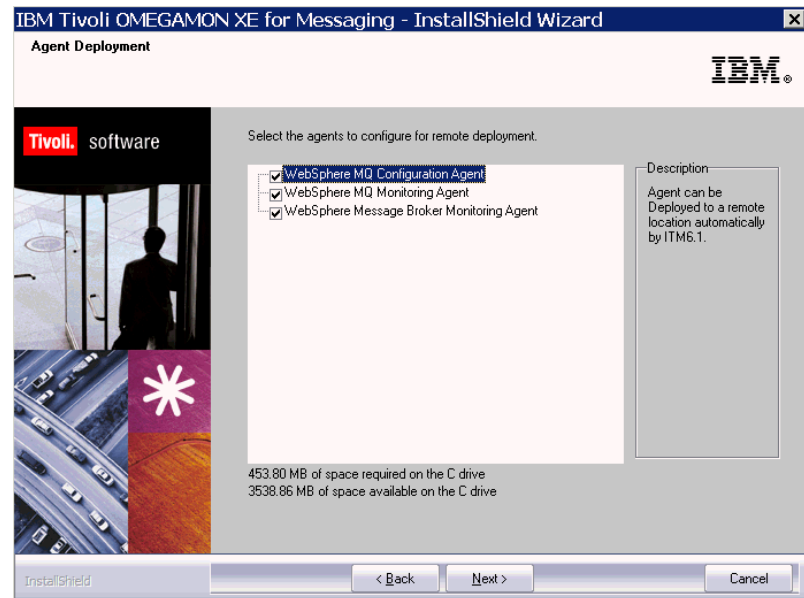 IBM Tivoli OMEGAMON XE for Messaging - InstallShield Wizard
Agent Deployment
IBM®
Tivoli. software
Select the agents to configure for remote deployment.
WebSphere MQ Configuration Agent
WebSphere MQ Monitoring Agent
WebSphere Message Broker Monitoring Agent
Description
Agent can be
Deployed to a remote
location automatically
by ITM6.1.
453.80 MB of space required on the C drive
3538.86 MB of space available on the C drive
InstallShield
< Back
Next >
Cancel